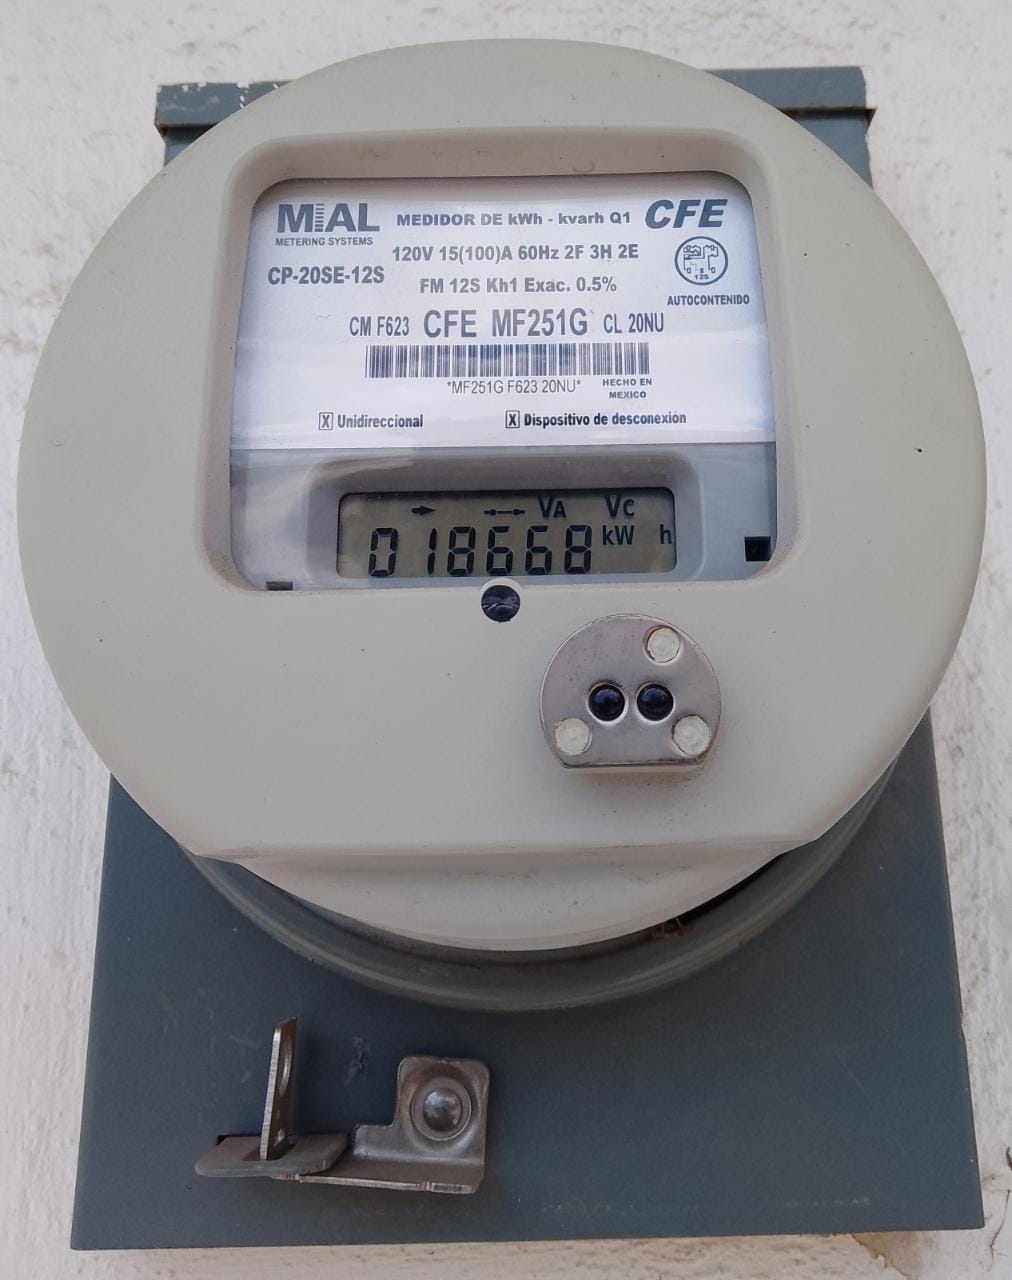 MIAL
METERING SYSTEMS
MEDIDOR DE kWh - kvarh Q1
CFE
120V 15(100)A 60Hz 2F 3H 2E
CP-20SE-12S
FM 12S Kh1 Exac. 0.5%
12S
AUTOCONTENIDO
CM F623 CFE MF251G CL 20NU
*MF251G F623 20NU*
HECHO EN
MEXICO
X Unidireccional
X Dispositivo de desconexión
VA VC
018668 kW h